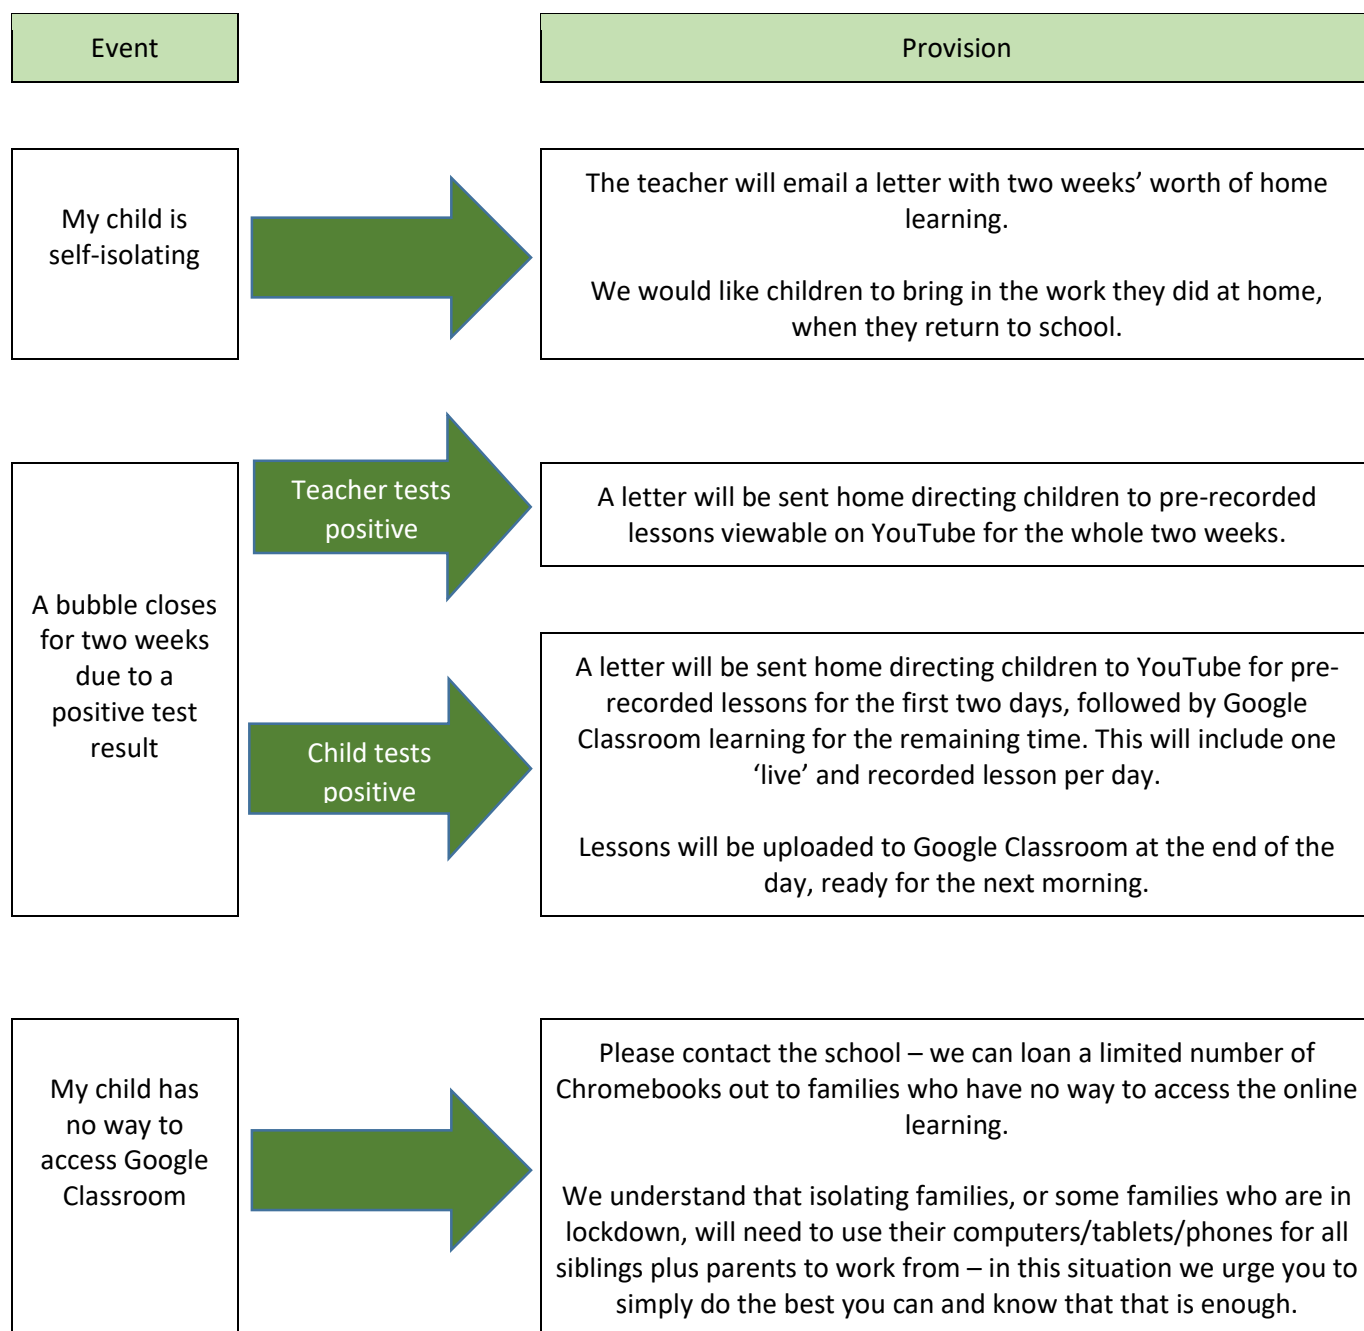 Event
Provision
My child is
self-isolating
The teacher will email a letter with two weeks’ worth of home
learning.
We would like children to bring in the work they did at home,
when they return to school.
A bubble closes
for two weeks
due to a
positive test
result
Teacher tests
positive
A letter will be sent home directing children to pre-recorded
lessons viewable on YouTube for the whole two weeks.
Child tests
positive
A letter will be sent home directing children to YouTube for pre-
recorded lessons for the first two days, followed by Google
Classroom learning for the remaining time. This will include one
‘live’ and recorded lesson per day.
Lessons will be uploaded to Google Classroom at the end of the
day, ready for the next morning.
My child has
no way to
access Google
Classroom
Please contact the school – we can loan a limited number of
Chromebooks out to families who have no way to access the online
learning.
We understand that isolating families, or some families who are in
lockdown, will need to use their computers/tablets/phones for all
siblings plus parents to work from – in this situation we urge you to
simply do the best you can and know that that is enough.